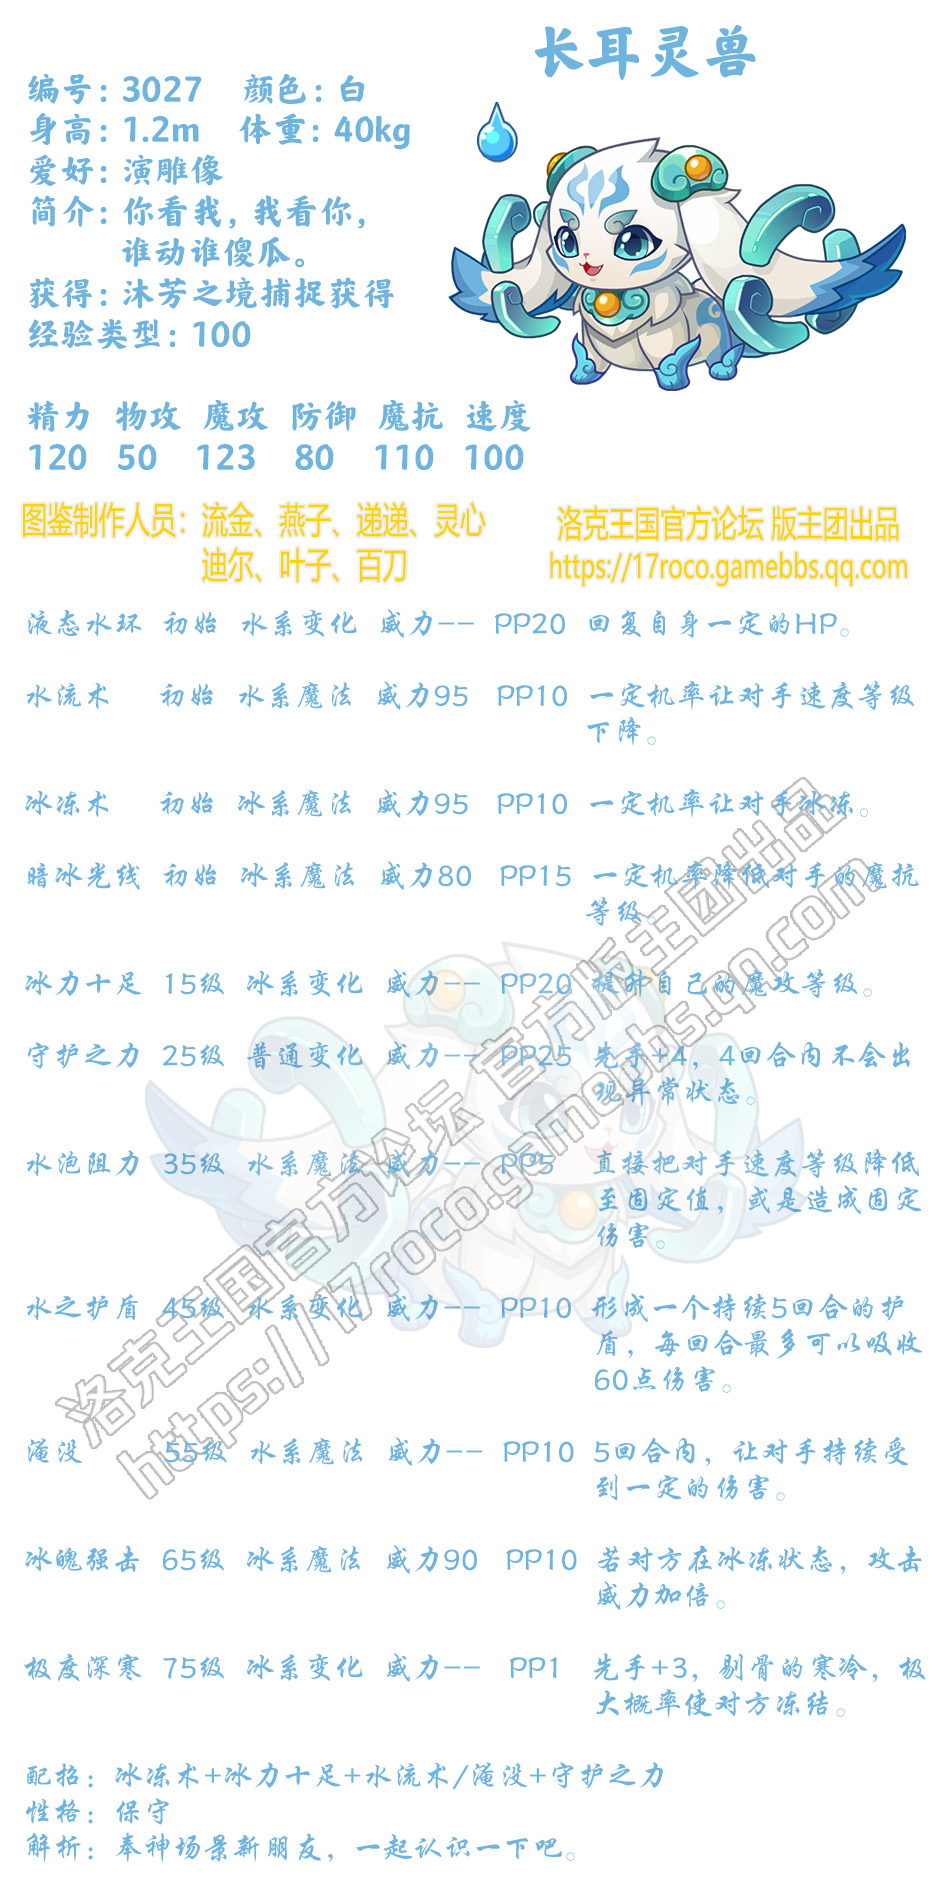 长耳灵兽
编号：3027 颜色：白
身高：1.2m 体重：40kg
爱好：演雕像
简介：你看我，我看你，
谁动谁傻瓜。
获得：沐芳之境捕捉获得
经验类型：100
精力 物攻 魔攻 防御 魔抗 速度
120 50 123 80 110 100
图鉴制作人员：流金、燕子、递递、灵心
迪尔、叶子、百刀
洛克王国官方论坛 版主团出品
https://17roco.gamebbs.qq.com
液态水环 初始 水系变化 威力-- PP20 回复自身一定的HP。
水流术 初始 水系魔法 威力95 PP10 一定机率让对手速度等级
下降。
冰冻术 初始 冰系魔法 威力95 PP10 一定机率让对手冰冻。
暗冰光线 初始 冰系魔法 威力80 PP15 一定机率降低对手的魔抗
等级。
冰力十足 15级 冰系变化 威力-- PP20 提升自己的魔攻等级。
守护之力 25级 普通变化 威力-- PP25 先手+4，4回合内不会出
现异常状态。
水泡阻力 35级 水系魔法 威力-- PP5 直接把对手速度等级降低
至固定值，或是造成固定
伤害。
水之护盾 45级 水系变化 威力-- PP10 形成一个持续5回合的护
盾，每回合最多可以吸收
60点伤害。
淹没 55级 水系魔法 威力-- PP10 5回合内，让对手持续受
到一定的伤害。
冰魄强击 65级 冰系魔法 威力90 PP10 若对方在冰冻状态，攻击
威力加倍。
极度深寒 75级 冰系变化 威力-- PP1 先手+3，剔骨的寒冷，极
大概率使对方冻结。
配招：冰冻术+冰力十足+水流术/淹没+守护之力
性格：保守
解析：奉神场景新朋友，一起认识一下吧。
洛克王国官方论坛 官方版主团出品
https://17roco.gamebbs.qq.com